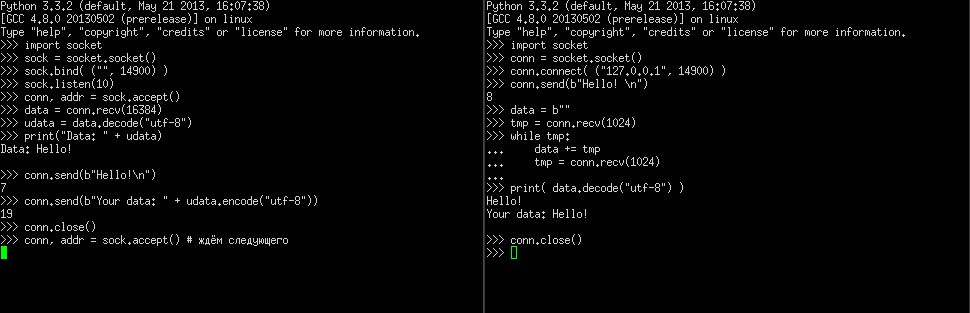 Python 3.3.2 (default, May 21 2013, 16:07:38)
[GCC 4.8.0 20130502 (prerelease)] on linux
Type "help", "copyright", "credits" or "license" for more information.
>>> import socket
>>> sock = socket.socket()
>>> sock.bind( ("", 14900) )
>>> sock.listen(10)
>>> conn, addr = sock.accept()
>>> data = conn.recv(16384)
>>> udata = data.decode("utf-8")
>>> print("Data: " + udata)
Data: Hello!
>>> conn.send(b"Hello!\n")
7
>>> conn.send(b"Your data: " + udata.encode("utf-8"))
19
>>> conn.close()
>>> conn, addr = sock.accept() # ждём следующего
Python 3.3.2 (default, May 21 2013, 16:07:38)
[GCC 4.8.0 20130502 (prerelease)] on linux
Type "help", "copyright", "credits" or "license" for more information.
>>> import socket
>>> conn = socket.socket()
>>> conn.connect( ("127.0.0.1", 14900) )
>>> conn.send(b"Hello! \n")
8
>>> data = b""
>>> tmp = conn.recv(1024)
>>> while tmp:
...     data += tmp
...     tmp = conn.recv(1024)
...
>>> print( data.decode("utf-8") )
Hello!
Your data: Hello!
>>> conn.close()
>>>